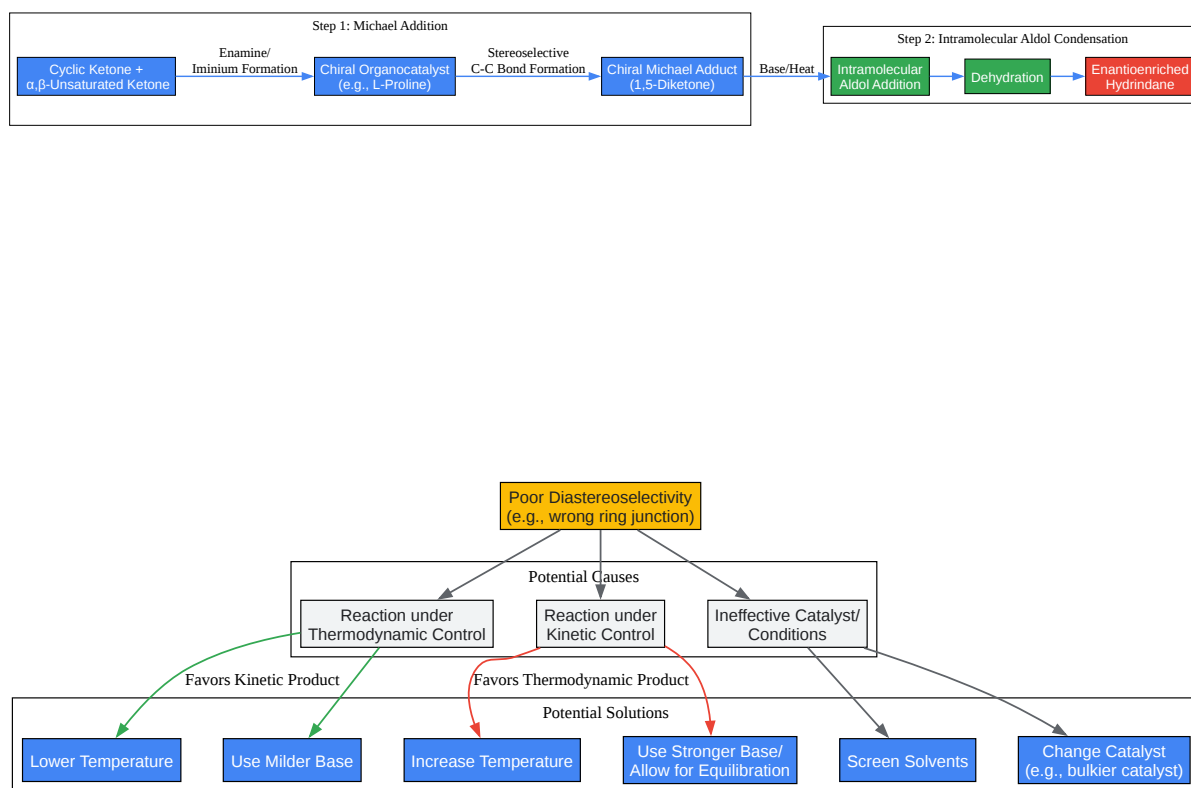 Step 1: Michael Addition
Step 2: Intramolecular Aldol Condensation
Cyclic Ketone +
α,β-Unsaturated Ketone
Enamine/
Iminium Formation
Chiral Organocatalyst
(e.g., L-Proline)
Stereoselective
C-C Bond Formation
Chiral Michael Adduct
(1,5-Diketone)
Base/Heat
Intramolecular
Aldol Addition
Dehydration
Enantioenriched
Hydrindane
Poor Diastereoselectivity
(e.g., wrong ring junction)
Potential Causes
Reaction under
Thermodynamic Control
Reaction under
Kinetic Control
Ineffective Catalyst/
Conditions
Favors Kinetic Product
Favors Thermodynamic Product
Potential Solutions
Lower Temperature
Use Milder Base
Increase Temperature
Use Stronger Base/
Allow for Equilibration
Screen Solvents
Change Catalyst
(e.g., bulkier catalyst)